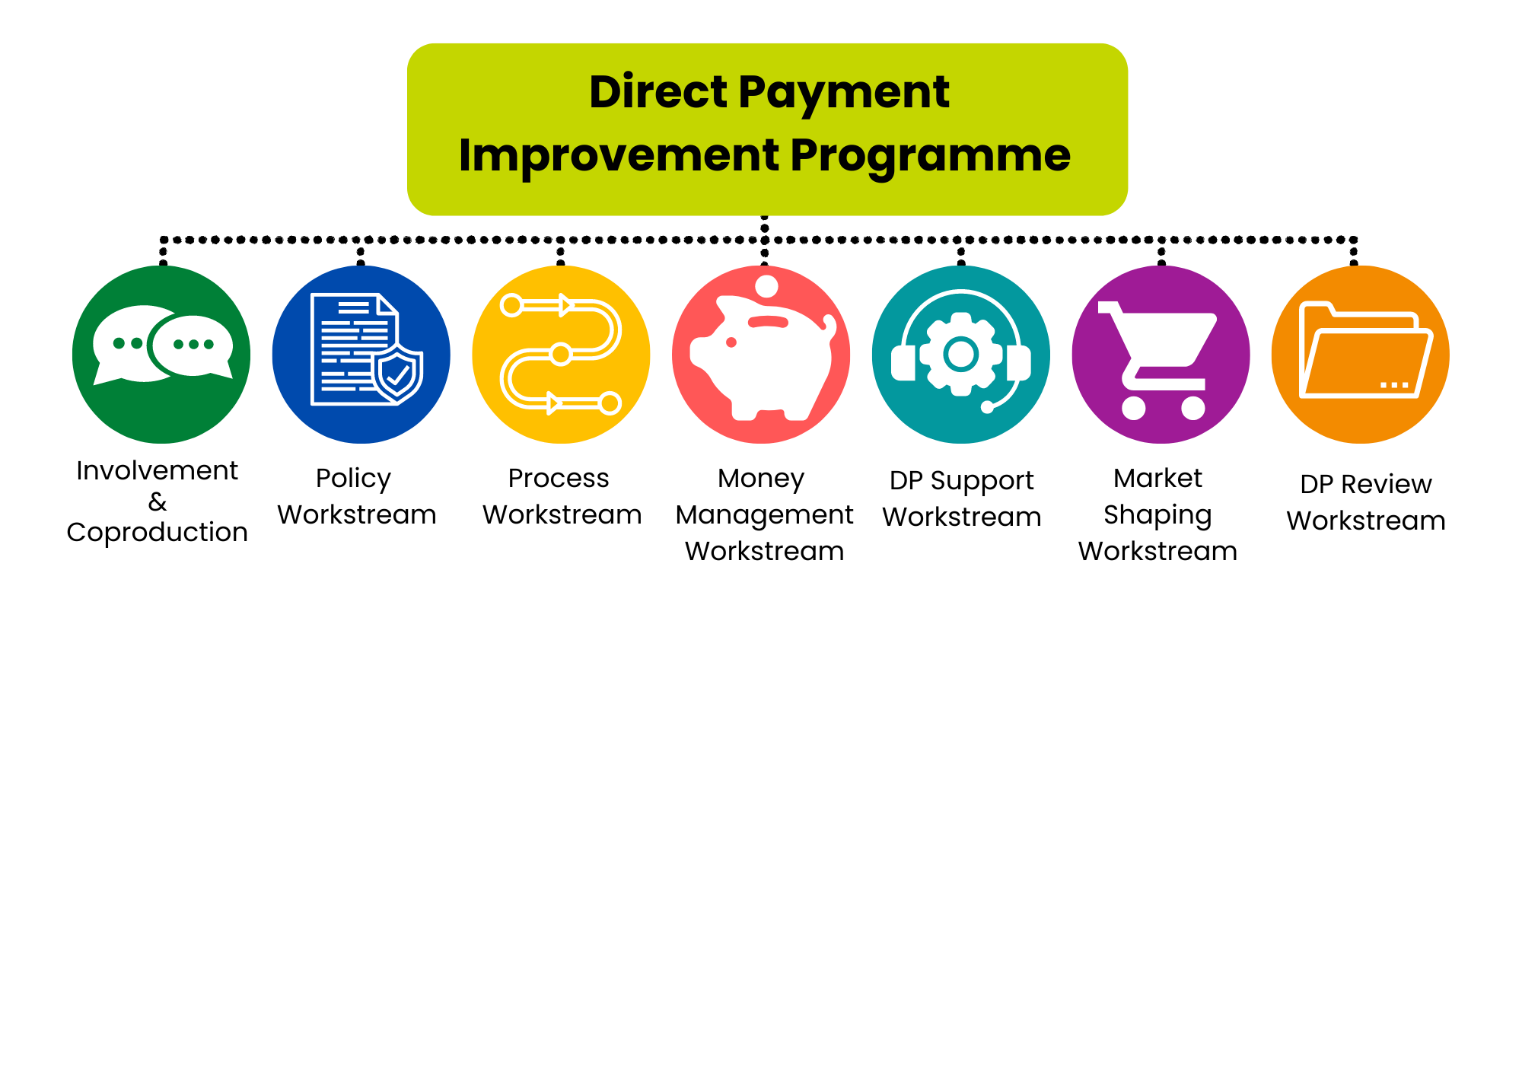 Direct Payment
Improvement Programme
Involvement
&
Coproduction
Policy
Workstream
Process
Workstream
Money
Management
Workstream
DP Support
Workstream
Market
Shaping
Workstream
DP Review
Workstream